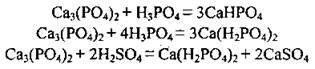 Ca₃(PO₄)₂ + H₃PO₄ = 3CaHPO₄
Ca₃(PO₄)₂ + 4H₃PO₄ = 3Ca(H₂PO₄)₂
Ca₃(PO₄)₂ + 2H₂SO₄ = Ca(H₂PO₄)₂ + 2CaSO₄